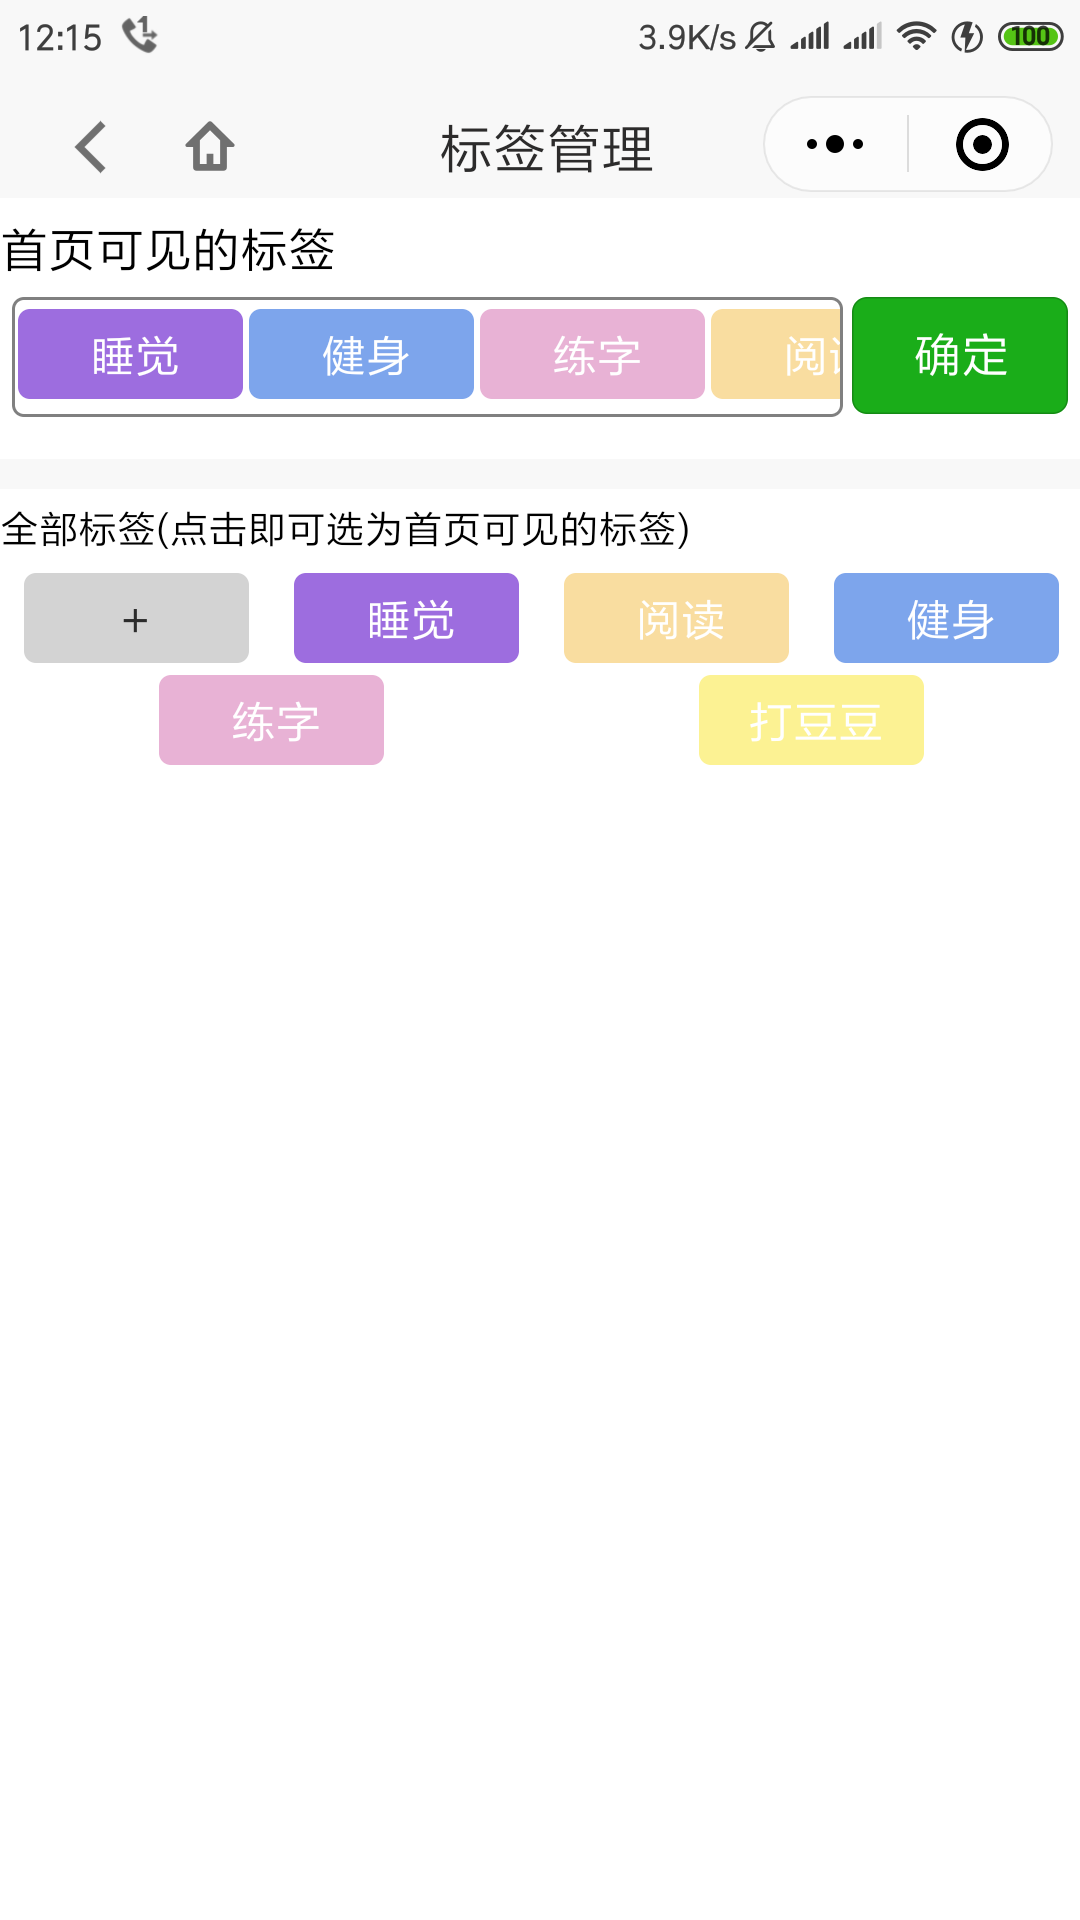 12:15 1 3.9K/s 100
标签管理
首页可见的标签
睡觉 健身 练字 阅 确定
全部标签(点击即可选为首页可见的标签)
+ 睡觉 阅读 健身
练字 打豆豆